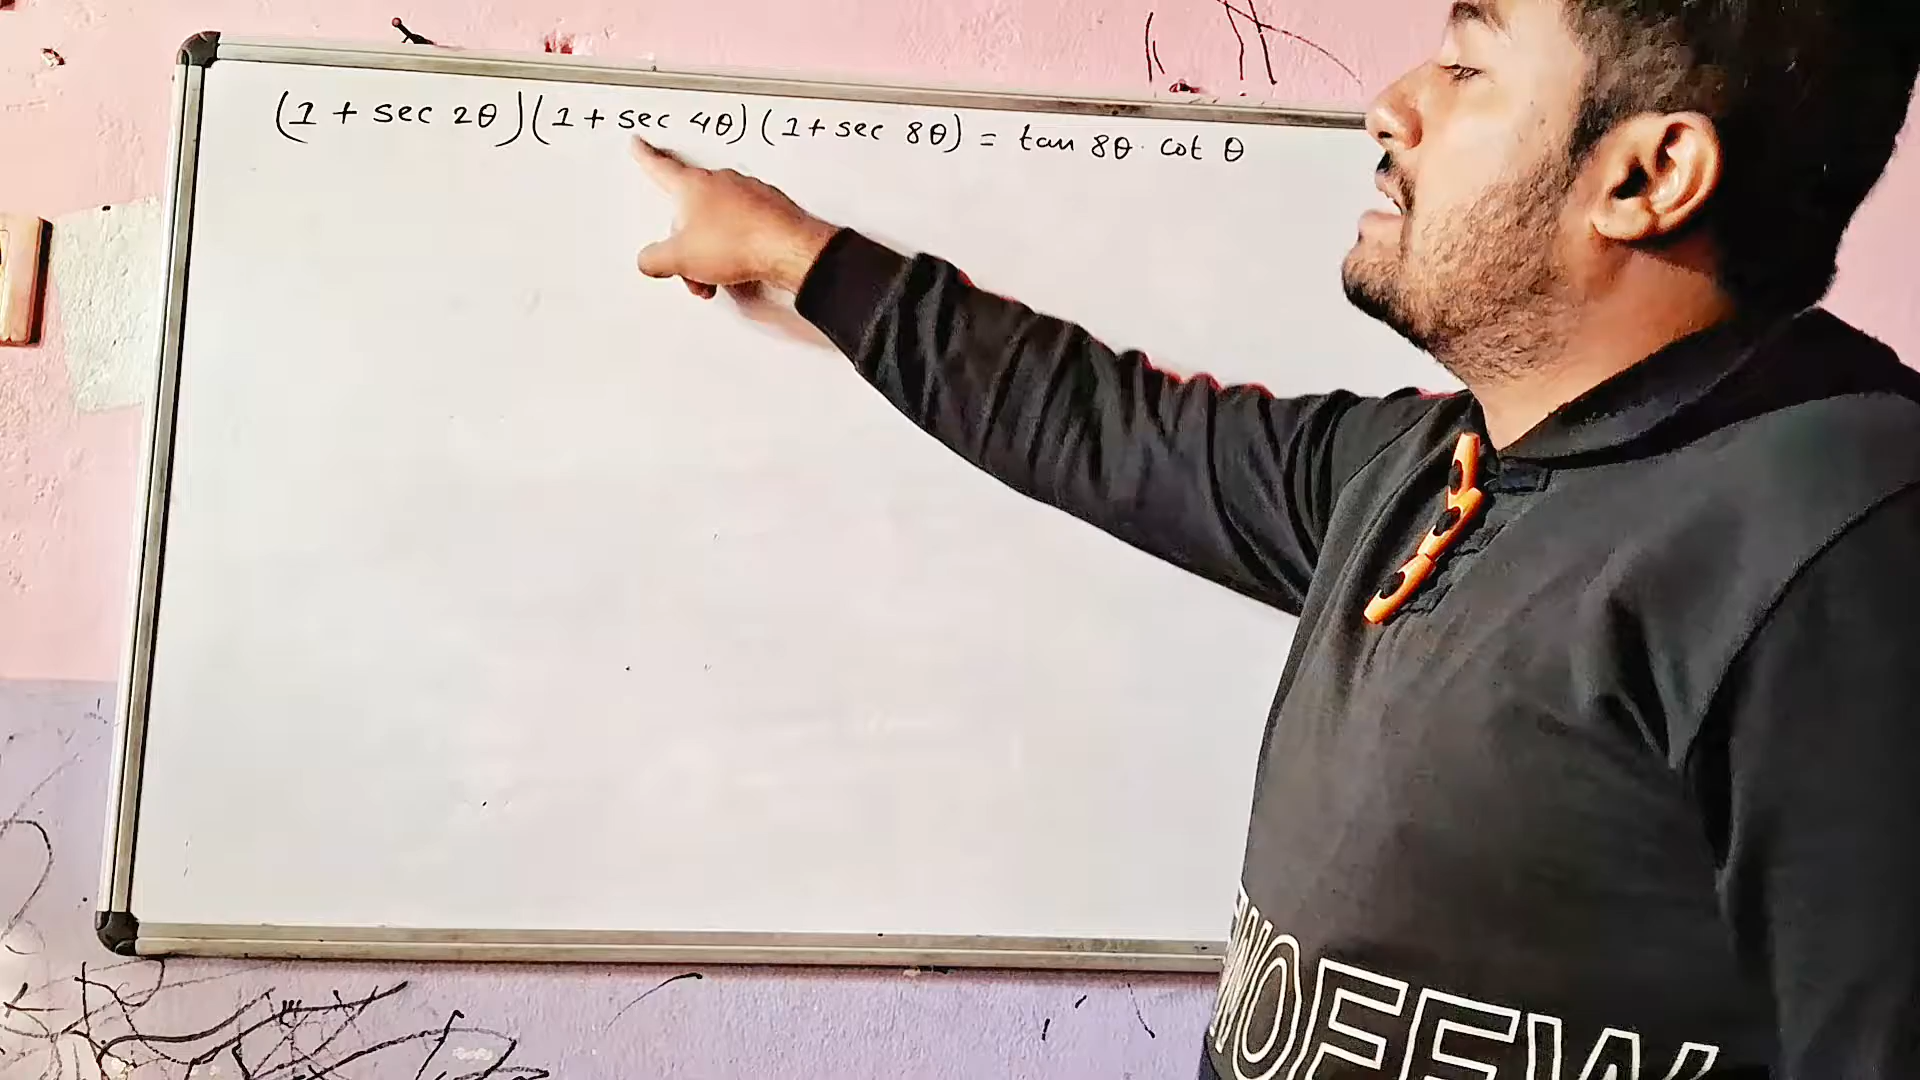 (1 + sec 2θ)(1 + sec 4θ)(1 + sec 8θ) = tan 8θ · cot θ